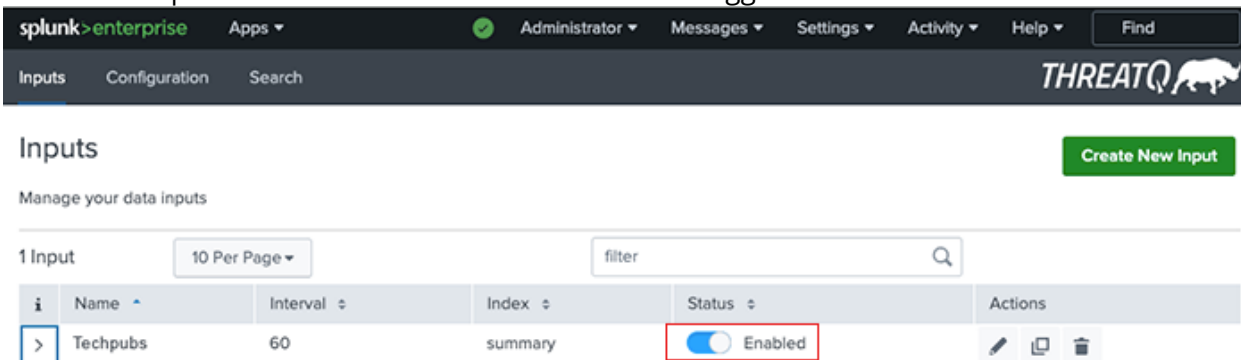 splunk>enterprise Apps Administrator Messages Settings Activity Help Find
Inputs Configuration Search THREATQ
Inputs
Create New Input
Manage your data inputs
1 Input 10 Per Page filter
i Name Interval Index Status Actions
> Techpubs 60 summary Enabled